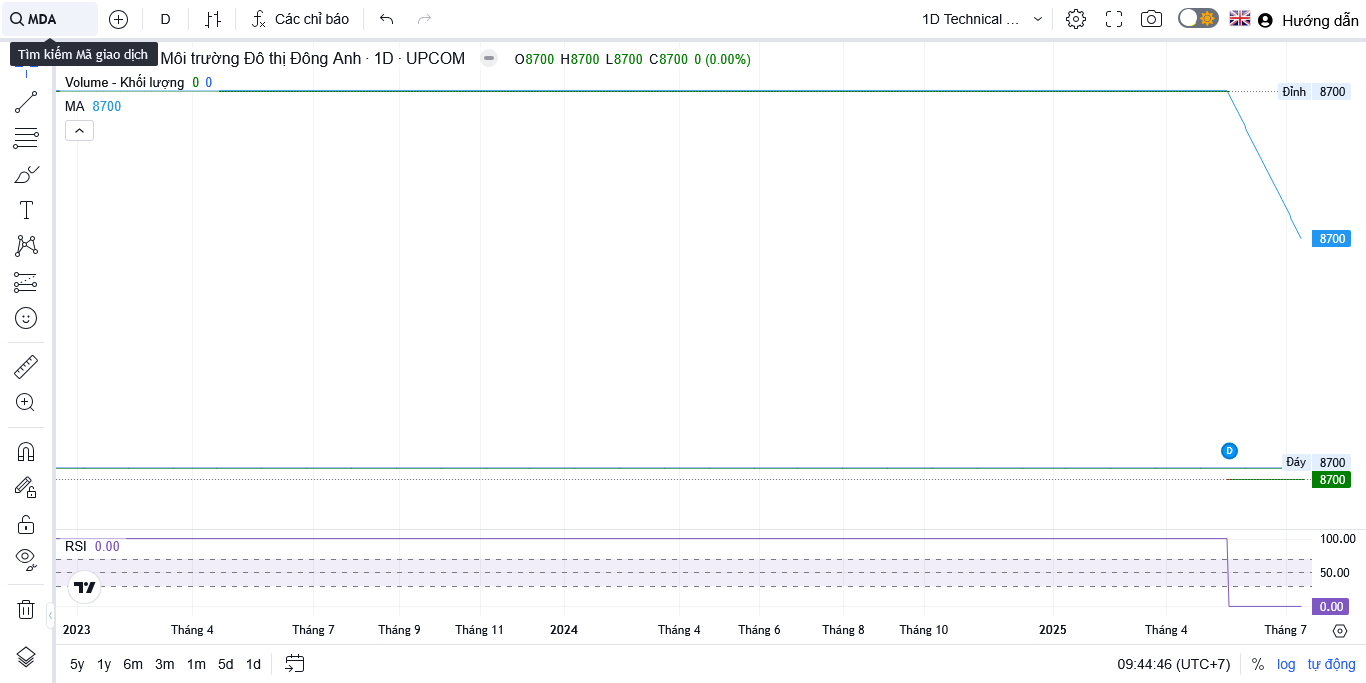 MDA
D
Các chỉ báo
1D Technical ...
Hướng dẫn
Tìm kiếm Mã giao dịch
Môi trường Đô thị Đông Anh · 1D · UPCOM
O8700 H8700 L8700 C8700 0 (0.00%)
Volume - Khối lượng 0 0
MA 8700
Đỉnh 8700
8700
D
Đáy 8700
8700
RSI 0.00
100.00
50.00
0.00
2023 Tháng 4 Tháng 7 Tháng 9 Tháng 11 2024 Tháng 4 Tháng 6 Tháng 8 Tháng 10 2025 Tháng 4 Tháng 7
5y 1y 6m 3m 1m 5d 1d
09:44:46 (UTC+7) % log tự động